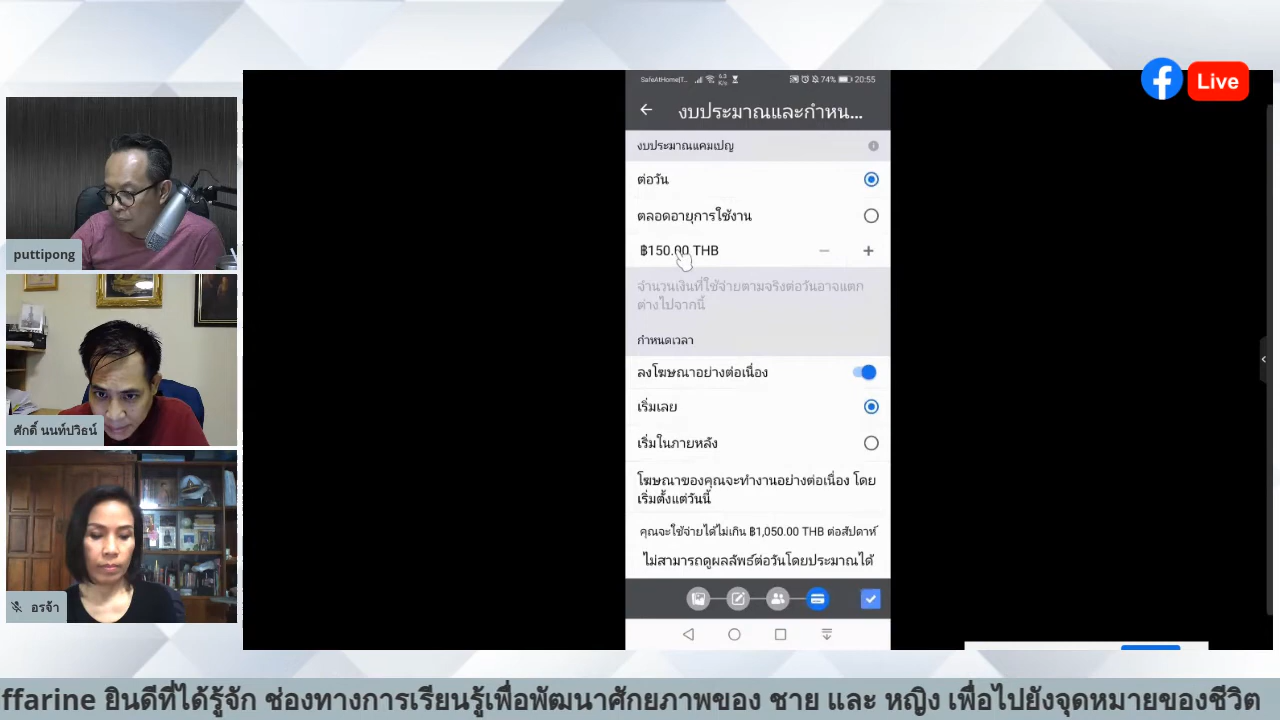 Live
SafeAtHome|T..
6.3
K/s
74%
20:55
งบประมาณและกำหน...
งบประมาณแคมเปญ
ต่อวัน
ตลอดอายุการใช้งาน
฿150.00 THB
จำนวนเงินที่ใช้จ่ายตามจริงต่อวันอาจแตก
ต่างไปจากนี้
กำหนดเวลา
ลงโฆษณาอย่างต่อเนื่อง
เริ่มเลย
เริ่มในภายหลัง
โฆษณาของคุณจะทำงานอย่างต่อเนื่อง โดย
เริ่มตั้งแต่วันนี้
คุณจะใช้จ่ายได้ไม่เกิน ฿1,050.00 THB ต่อสัปดาห์
ไม่สามารถดูผลลัพธ์ต่อวันโดยประมาณได้
puttipong
ศักดิ์ นนท์ปวิธน์
อรจ้า
ffarine ยินดีที่ได้รู้จัก ช่องทางการเรียนรู้เพื่อพัฒนาศักยภาพของ ชาย และ หญิง เพื่อไปยังจุดหมายของชีวิต